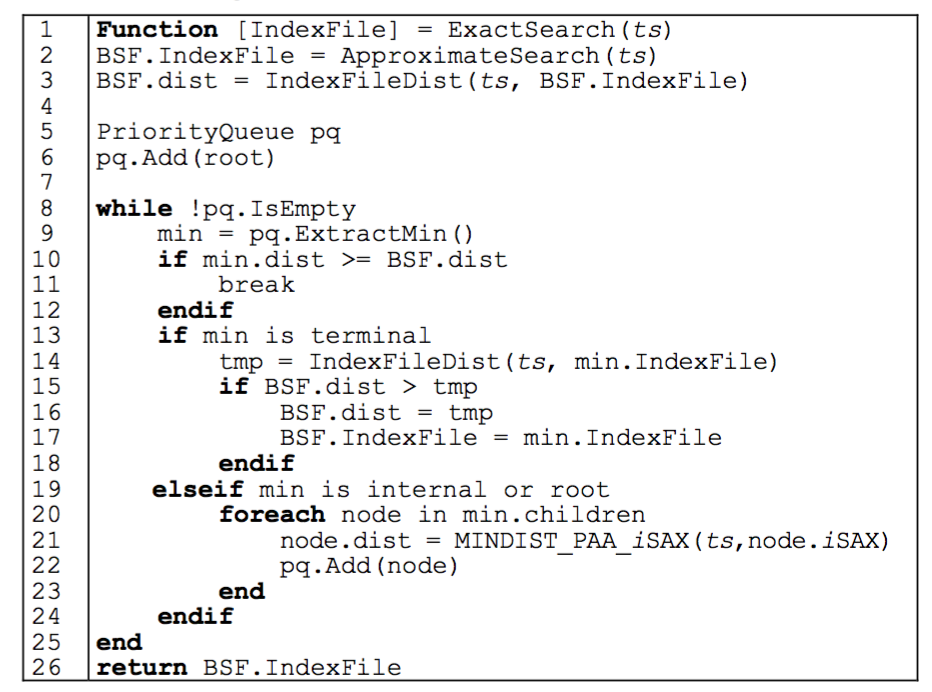 1 Function [IndexFile] = ExactSearch(ts)
2 BSF.IndexFile = ApproximateSearch(ts)
3 BSF.dist = IndexFileDist(ts, BSF.IndexFile)
4
5 PriorityQueue pq
6 pq.Add(root)
7
8 while !pq.IsEmpty
9     min = pq.ExtractMin()
10     if min.dist >= BSF.dist
11         break
12     endif
13     if min is terminal
14         tmp = IndexFileDist(ts, min.IndexFile)
15         if BSF.dist > tmp
16             BSF.dist = tmp
17             BSF.IndexFile = min.IndexFile
18         endif
19     elseif min is internal or root
20         foreach node in min.children
21             node.dist = MINDIST_PAA_iSAX(ts,node.iSAX)
22             pq.Add(node)
23         end
24     endif
25 end
26 return BSF.IndexFile